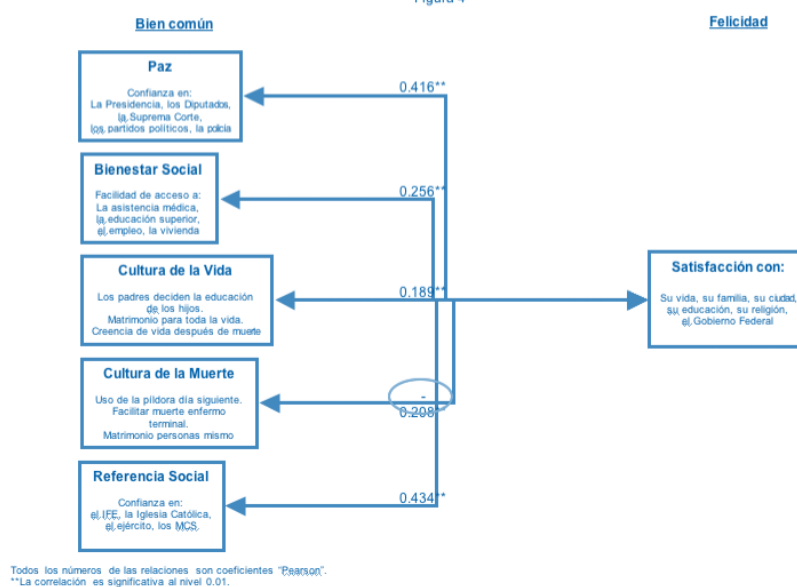 Figura 4
Bien común
Felicidad
Paz
Confianza en:
La Presidencia, los Diputados,
la Suprema Corte,
los partidos políticos, la policia
0.416**
Bienestar Social
Facilidad de acceso a:
La asistencia médica,
la educación superior,
el empleo, la vivienda
0.256**
Cultura de la Vida
Los padres deciden la educación
de los hijos.
Matrimonio para toda la vida.
Creencia de vida después de muerte
0.189**
Satisfacción con:
Su vida, su familia, su ciudad,
su educación, su religión,
el Gobierno Federal
Cultura de la Muerte
Uso de la píldora día siguiente.
Facilitar muerte enfermo
terminal.
Matrimonio personas mismo
-
0.208**
Referencia Social
Confianza en:
el IFE, la Iglesia Católica,
el ejército, los MCS.
0.434**
Todos los números de las relaciones son coeficientes "Pearson".
**La correlación es significativa al nivel 0.01.